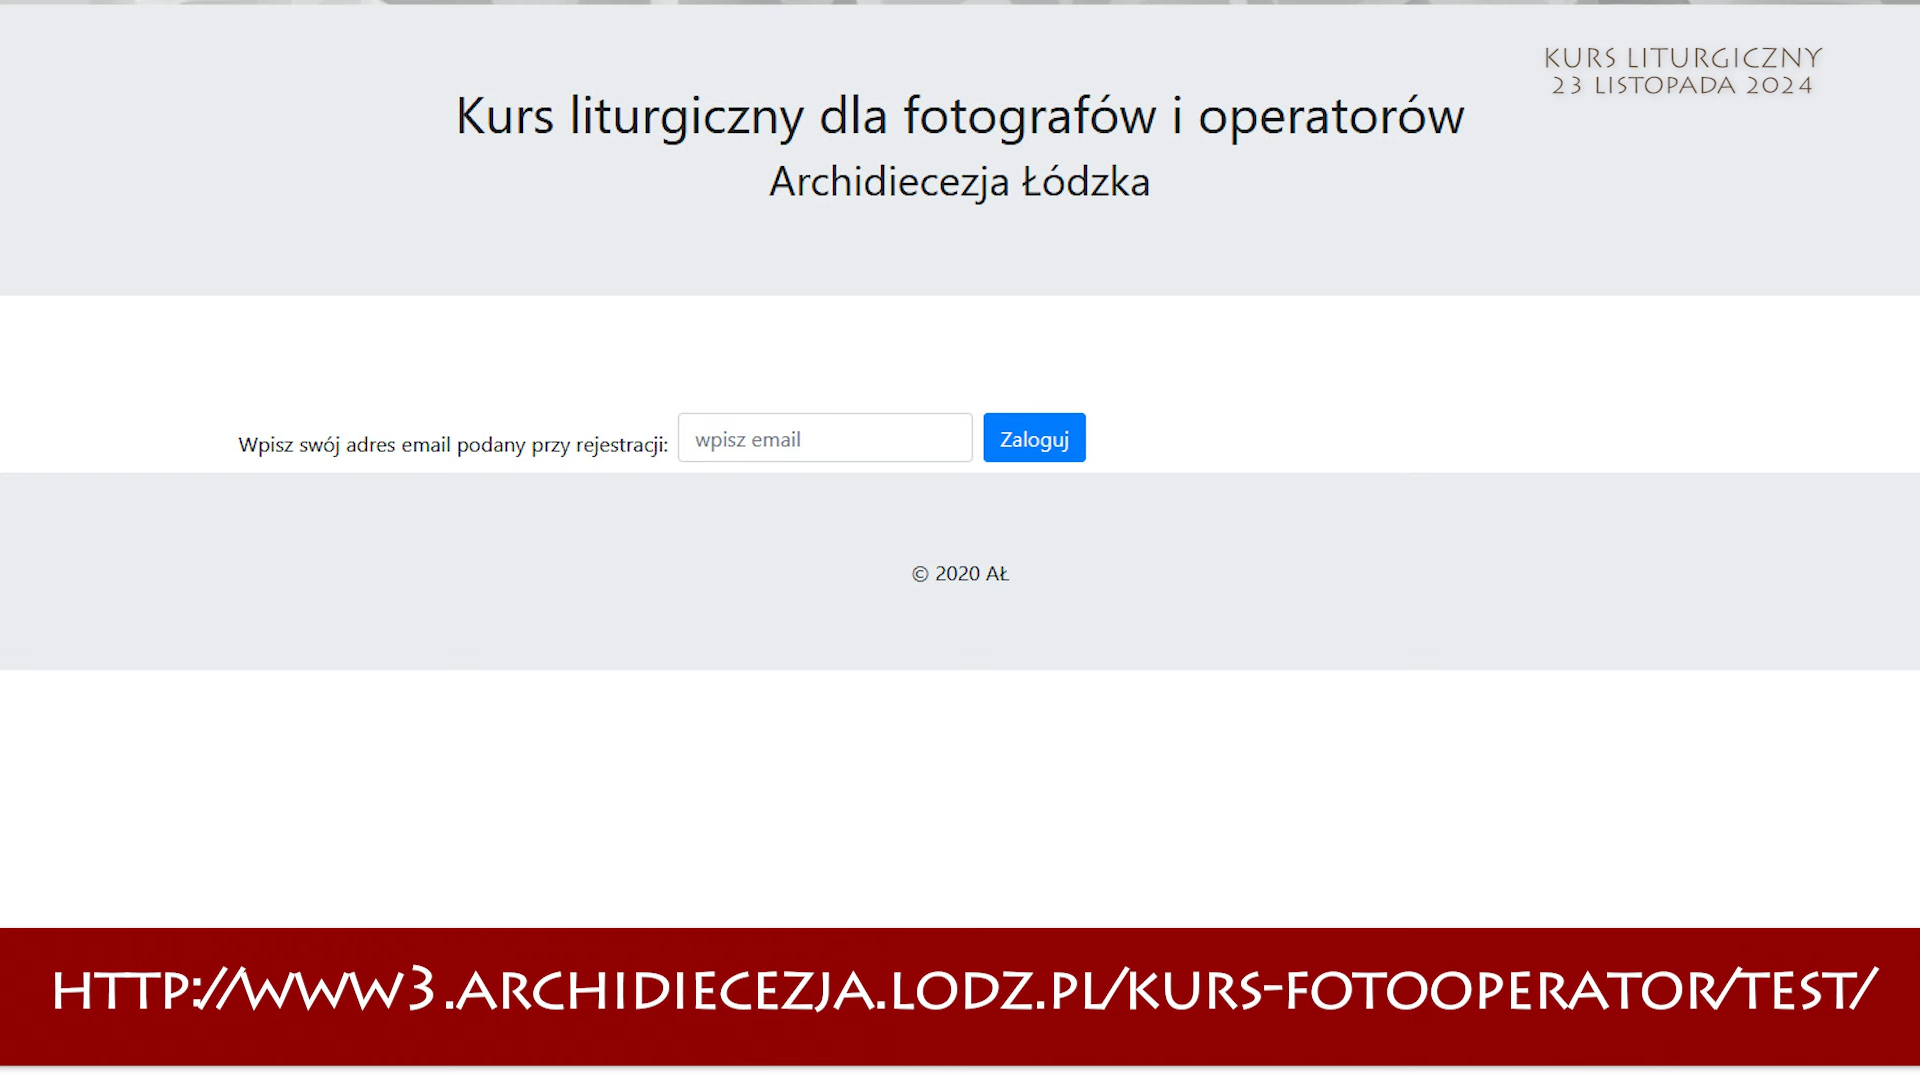 KURS LITURGICZNY
23 LISTOPADA 2024
Kurs liturgiczny dla fotografów i operatorów
Archidiecezja Łódzka
Wpisz swój adres email podany przy rejestracji: wpisz email Zaloguj
© 2020 AŁ
HTTP://WWW3.ARCHIDIECEZJA.LODZ.PL/KURS-FOTOOPERATOR/TEST/